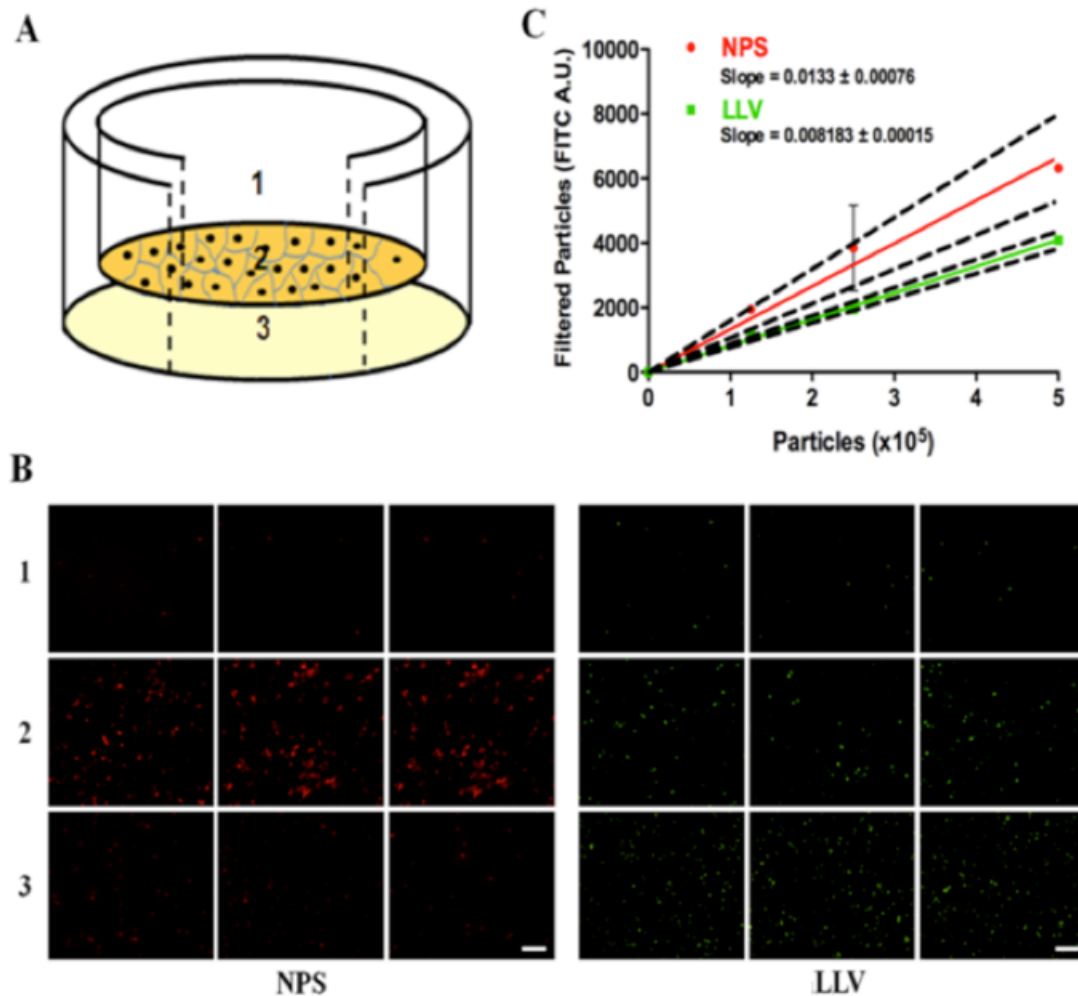 A
1
2
3
C
Filtered Particles (FITC A.U.)
10000
8000
6000
4000
2000
0
NPS
Slope = 0.0133 ± 0.00076
LLV
Slope = 0.008183 ± 0.00015
0 1 2 3 4 5
Particles (x10⁵)
B
1
2
3
NPS LLV